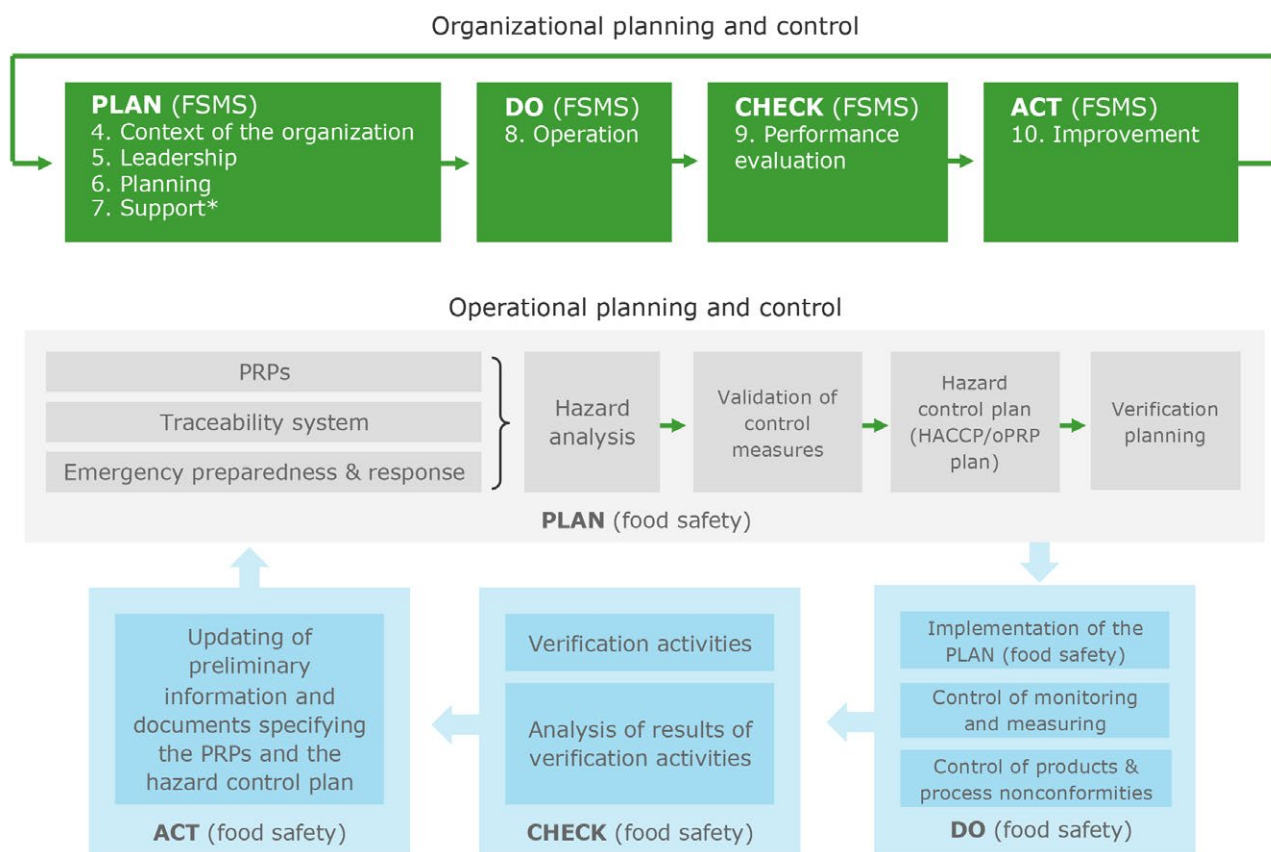 Organizational planning and control
PLAN (FSMS)
4. Context of the organization
5. Leadership
6. Planning
7. Support*
DO (FSMS)
8. Operation
CHECK (FSMS)
9. Performance
evaluation
ACT (FSMS)
10. Improvement
Operational planning and control
PRPs
Traceability system
Emergency preparedness & response
Hazard
analysis
Validation of
control
measures
Hazard
control plan
(HACCP/oPRP
plan)
Verification
planning
PLAN (food safety)
Updating of
preliminary
information and
documents specifying
the PRPs and the
hazard control plan
ACT (food safety)
Verification activities
Analysis of results of
verification activities
CHECK (food safety)
Implementation of the
PLAN (food safety)
Control of monitoring
and measuring
Control of products &
process nonconformities
DO (food safety)